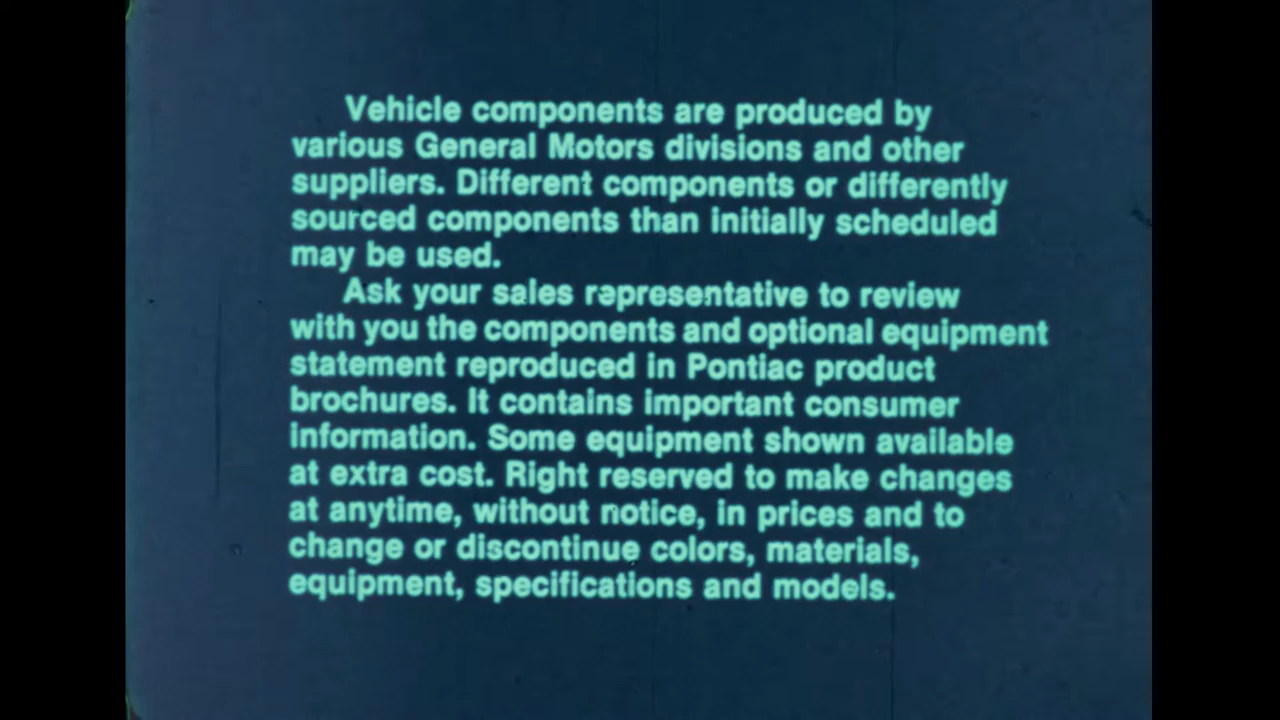 Vehicle components are produced by
various General Motors divisions and other
suppliers. Different components or differently
sourced components than initially scheduled
may be used.
Ask your sales representative to review
with you the components and optional equipment
statement reproduced in Pontiac product
brochures. It contains important consumer
information. Some equipment shown available
at extra cost. Right reserved to make changes
at anytime, without notice, in prices and to
change or discontinue colors, materials,
equipment, specifications and models.